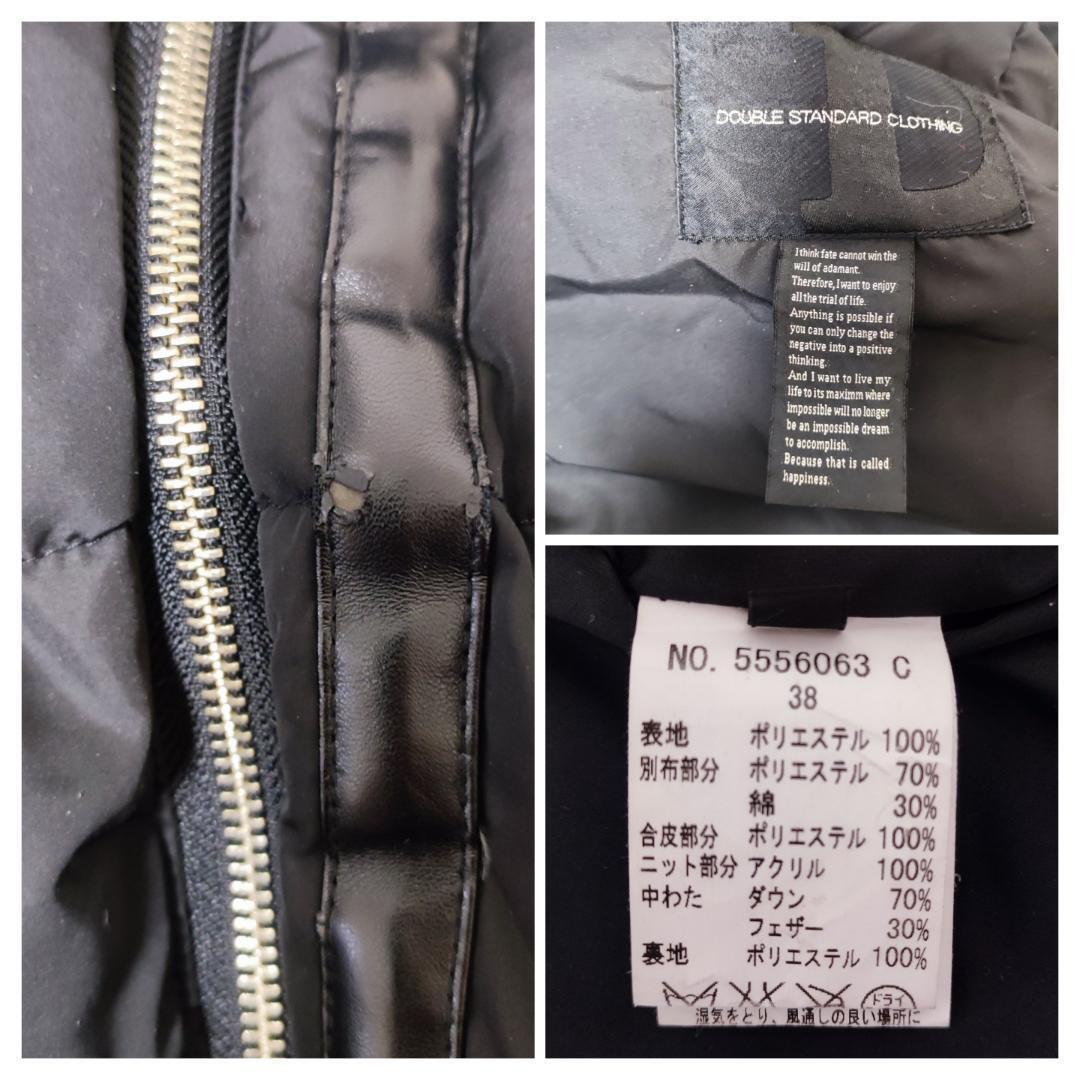 DOUBLE STANDARD CLOTHING
I think fate cannot win the
will of adamant.
Therefore, I want to enjoy
all the trial of life.
Anything is possible if
you can only change the
negative into a positive
thinking.
And I want to live my
life to its maximm where
impossible will no longer
be an impossible dream
to accomplish.
Because that is called
happiness.
NO. 5556063 C
38
表地 ポリエステル 100%
別布部分 ポリエステル 70%
綿 30%
合皮部分 ポリエステル 100%
ニット部分 アクリル 100%
中わた ダウン 70%
フェザー 30%
裏地 ポリエステル 100%
ドライ
湿気をとり、風通しの良い場所に